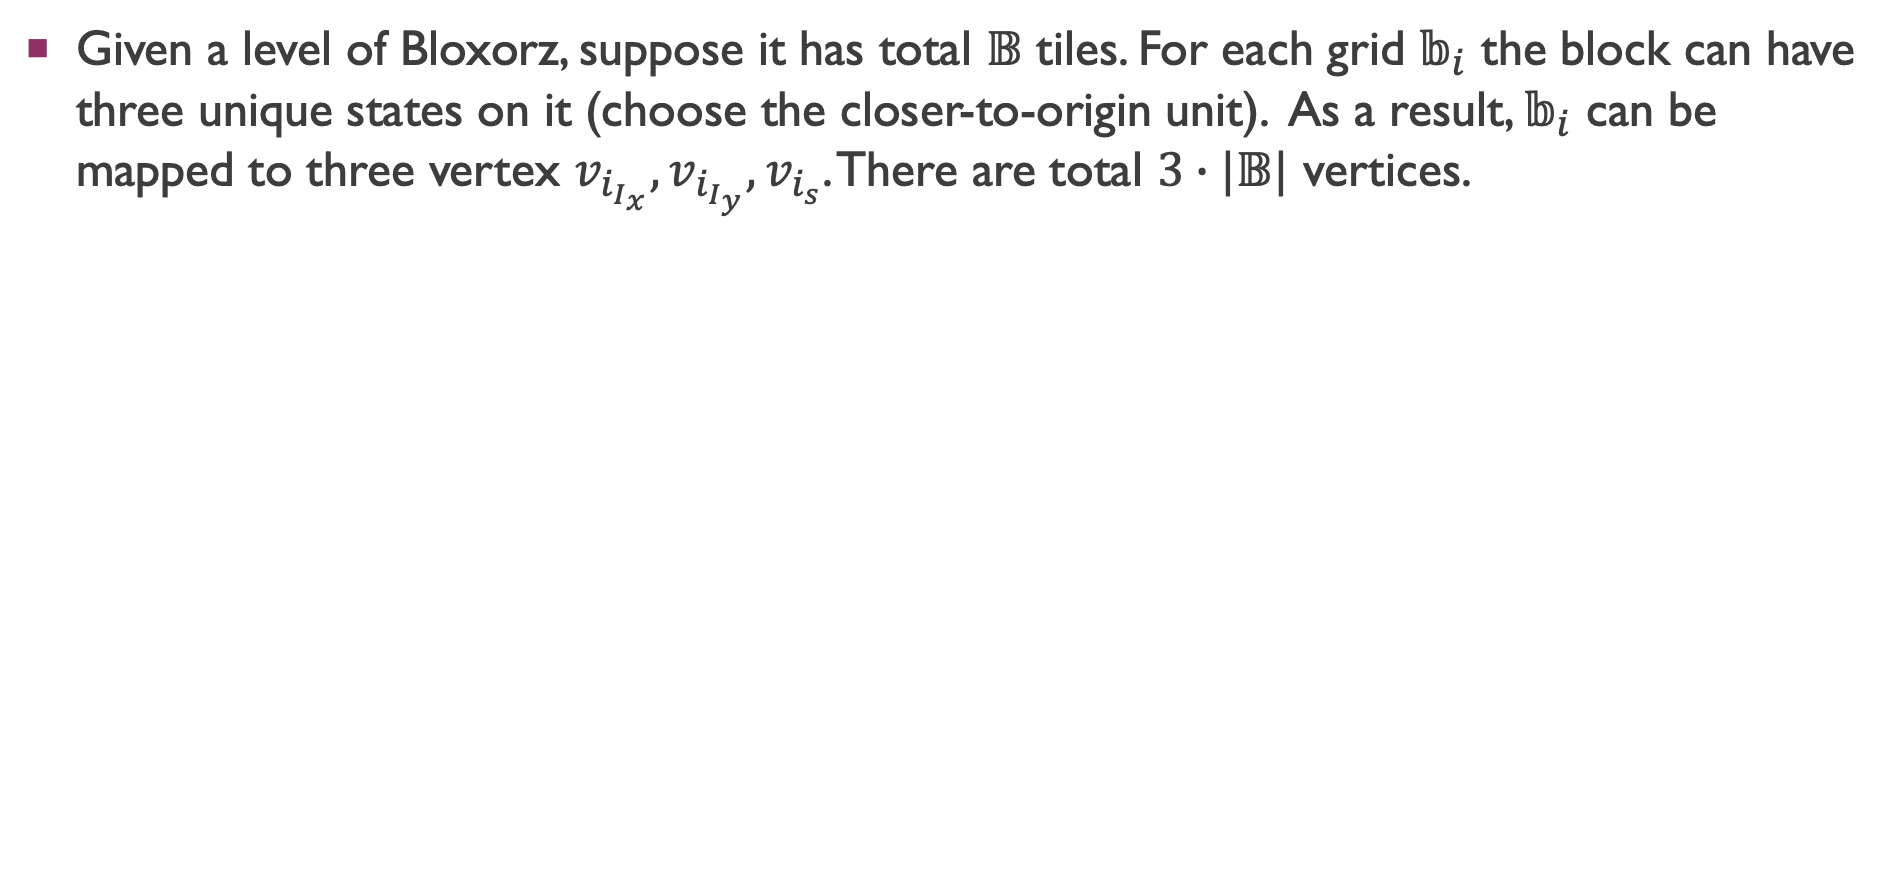 ▪ Given a level of Bloxorz, suppose it has total 𝔹 tiles. For each grid 𝕓ᵢ the block can have
three unique states on it (choose the closer-to-origin unit). As a result, 𝕓ᵢ can be
mapped to three vertex $v_{i_{I_x}}, v_{i_{I_y}}, v_{i_s}$. There are total 3 · |𝔹| vertices.